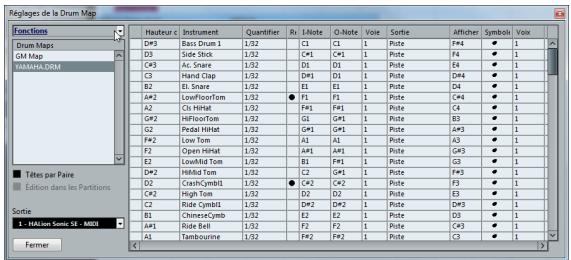 Réglages de la Drum Map
Fonctions
Drum Maps
GM Map
YAMAHA.DRM
Têtes par Paire
Édition dans les Partitions
Sortie
1 - HALion Sonic SE - MIDI
Fermer
Hauteur c Instrument Quantifier I-Note O-Note Voie Sortie Afficher Symbole Voix
D#3 Bass Drum 1 1/32 C1 C1 1 Piste F#4 1
D3 Side Stick 1/32 C#1 C#1 1 Piste F4 1
C#3 Ac. Snare 1/32 D1 D1 1 Piste E4 1
C3 Hand Clap 1/32 D#1 D#1 1 Piste D#4 1
B2 El. Snare 1/32 E1 E1 1 Piste D4 1
A#2 LowFloorTom 1/32 F1 F1 1 Piste C#4 1
A2 Cls HiHat 1/32 F#1 F#1 1 Piste C4 1
G#2 HiFloorTom 1/32 G1 G#1 1 Piste B3 1
G2 Pedal HiHat 1/32 G#1 G#1 1 Piste A#3 1
F#2 Low Tom 1/32 A1 A1 1 Piste A3 1
F2 Open HiHat 1/32 A#1 A#1 1 Piste G#3 1
E2 LowMid Tom 1/32 B1 F#1 1 Piste G3 1
D#2 HiMid Tom 1/32 C2 G#1 1 Piste F#3 1
D2 CrashCymbl1 1/32 C#2 C#2 1 Piste F3 1
C#2 High Tom 1/32 D2 D2 1 Piste E3 1
C2 Ride Cymbl1 1/32 D#2 D#2 1 Piste D#3 1
B1 ChineseCymb 1/32 E2 E2 1 Piste D3 1
A#1 Ride Bell 1/32 F2 F2 1 Piste C#3 1
A1 Tambourine 1/32 F#2 F#2 1 Piste C3 1